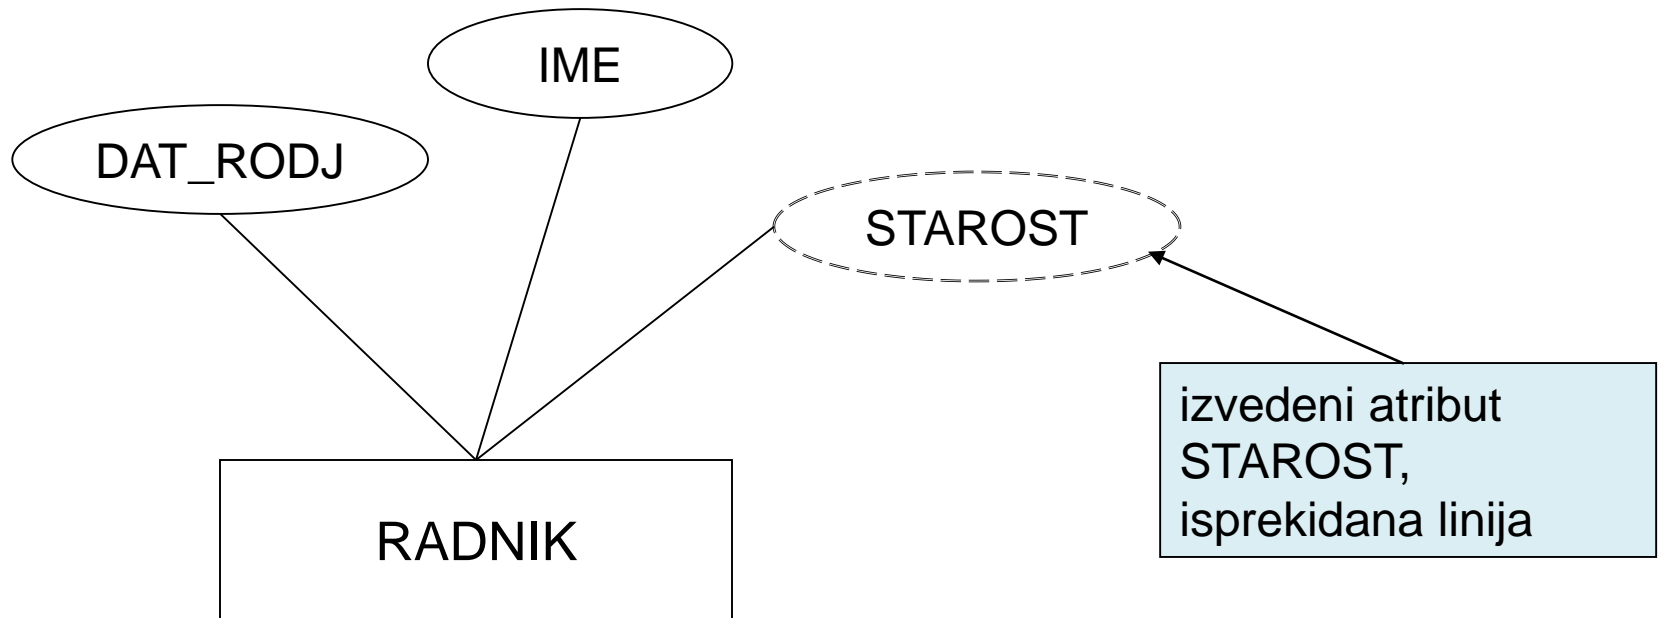 IME
DAT_RODJ
STAROST
izvedeni atribut
STAROST,
isprekidana linija
RADNIK